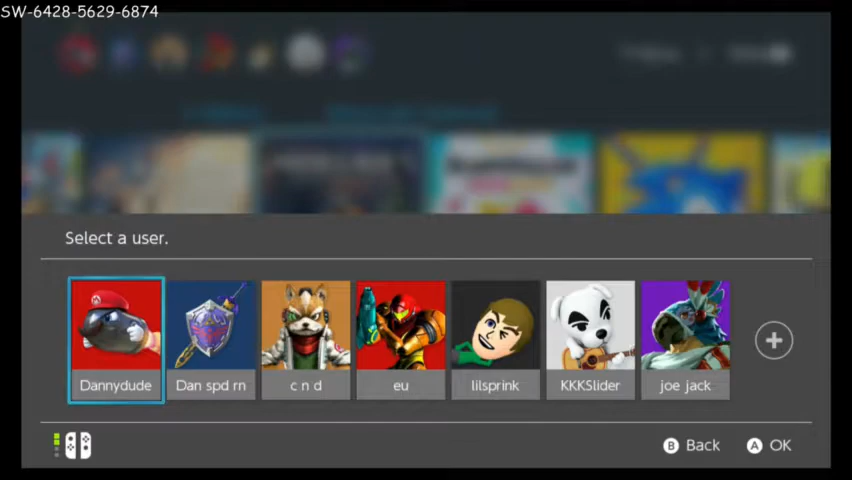 SW-6428-5629-6874
Select a user.
Dannydude
Dan spd rn
c n d
eu
lilsprink
KKKSlider
joe jack
B Back
A OK